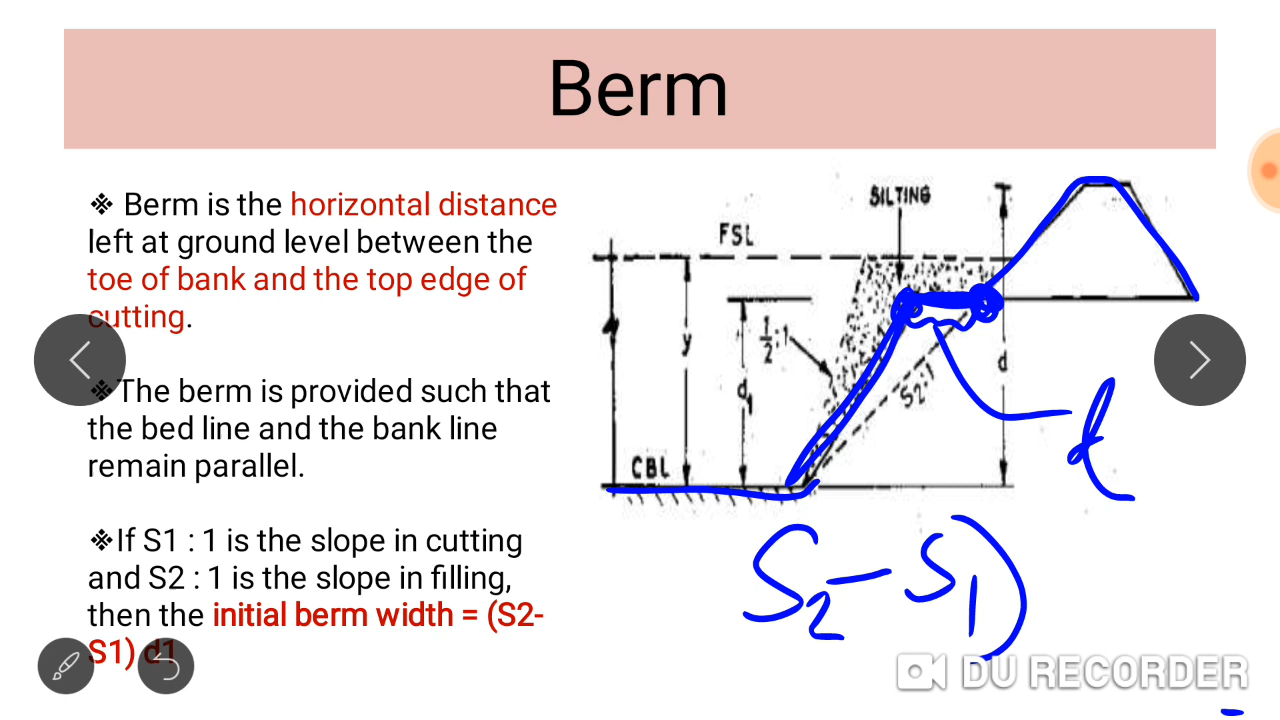 Berm
❖ Berm is the horizontal distance
left at ground level between the
toe of bank and the top edge of
cutting.
❖The berm is provided such that
the bed line and the bank line
remain parallel.
❖If S1 : 1 is the slope in cutting
and S2 : 1 is the slope in filling,
then the initial berm width = (S2-
S1) d1
SILTING
FSL
1/2:1
y
d1
S2:1
d
CBL
S2-S1)
DU RECORDER